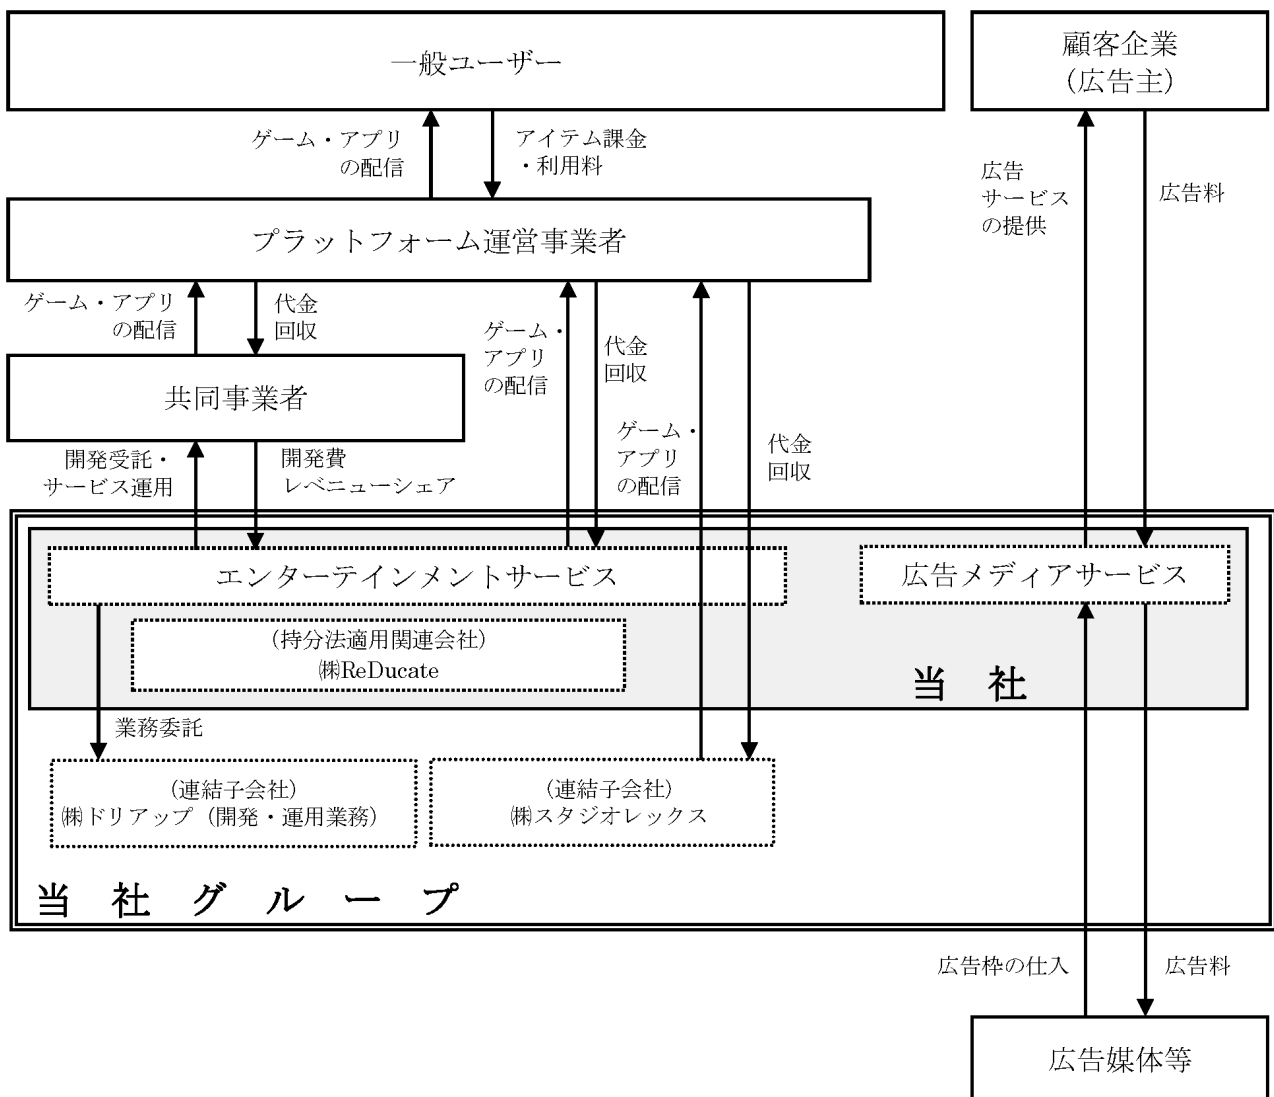 一般ユーザー
顧客企業
(広告主)
ゲーム・アプリ
の配信
アイテム課金
・利用料
広告
サービス
の提供
広告料
プラットフォーム運営事業者
ゲーム・アプリ
の配信
代金
回収
ゲーム・
アプリ
の配信
代金
回収
共同事業者
ゲーム・
アプリ
の配信
代金
回収
開発受託・
サービス運用
開発費
レベニューシェア
エンターテインメントサービス
広告メディアサービス
(持分法適用関連会社)
㈱ReDucate
当社
業務委託
(連結子会社)
㈱ドリアップ（開発・運用業務）
(連結子会社)
㈱スタジオレックス
当社グループ
広告枠の仕入
広告料
広告媒体等